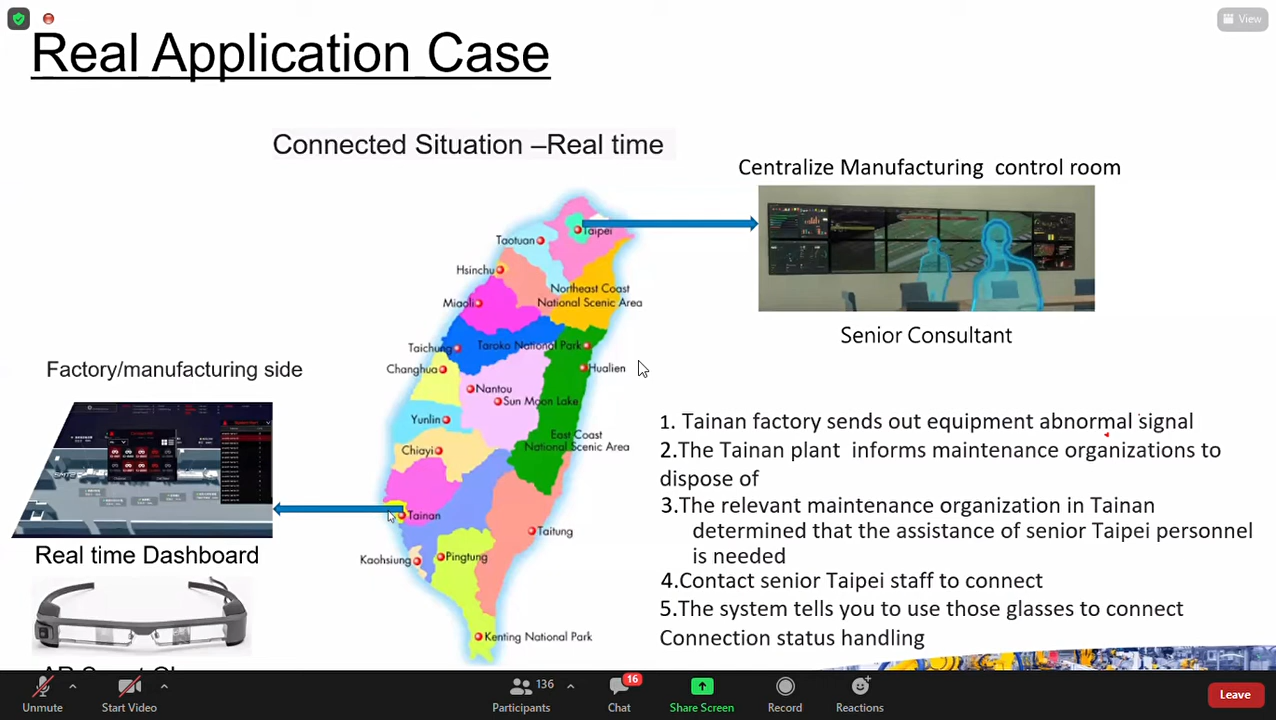 View
Real Application Case
Connected Situation –Real time
Centralize Manufacturing control room
Taipei
Taotuan
Hsinchu
Northeast Coast
National Scenic Area
Miaoli
Senior Consultant
Taroko National Park
Taichung
Factory/manufacturing side
Changhua
Hualien
Nantou
Sun Moon Lake
Yunlin
East Coast
National Scenic Area
Chiayi
1. Tainan factory sends out equipment abnormal signal
2.The Tainan plant informs maintenance organizations to
dispose of
3.The relevant maintenance organization in Tainan
determined that the assistance of senior Taipei personnel
is needed
4.Contact senior Taipei staff to connect
5.The system tells you to use those glasses to connect
Connection status handling
Tainan
Taitung
Real time Dashboard
Kaohsiung
Pingtung
Kenting National Park
Unmute
Start Video
136
Participants
16
Chat
Share Screen
Record
Reactions
Leave